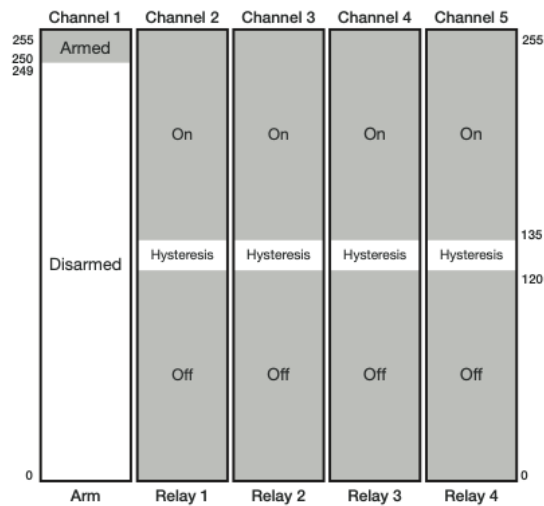 Channel 1 Channel 2 Channel 3 Channel 4 Channel 5
255 Armed 255
250
249
On On On On
135
Disarmed Hysteresis Hysteresis Hysteresis Hysteresis
120
Off Off Off Off
0 0
Arm Relay 1 Relay 2 Relay 3 Relay 4